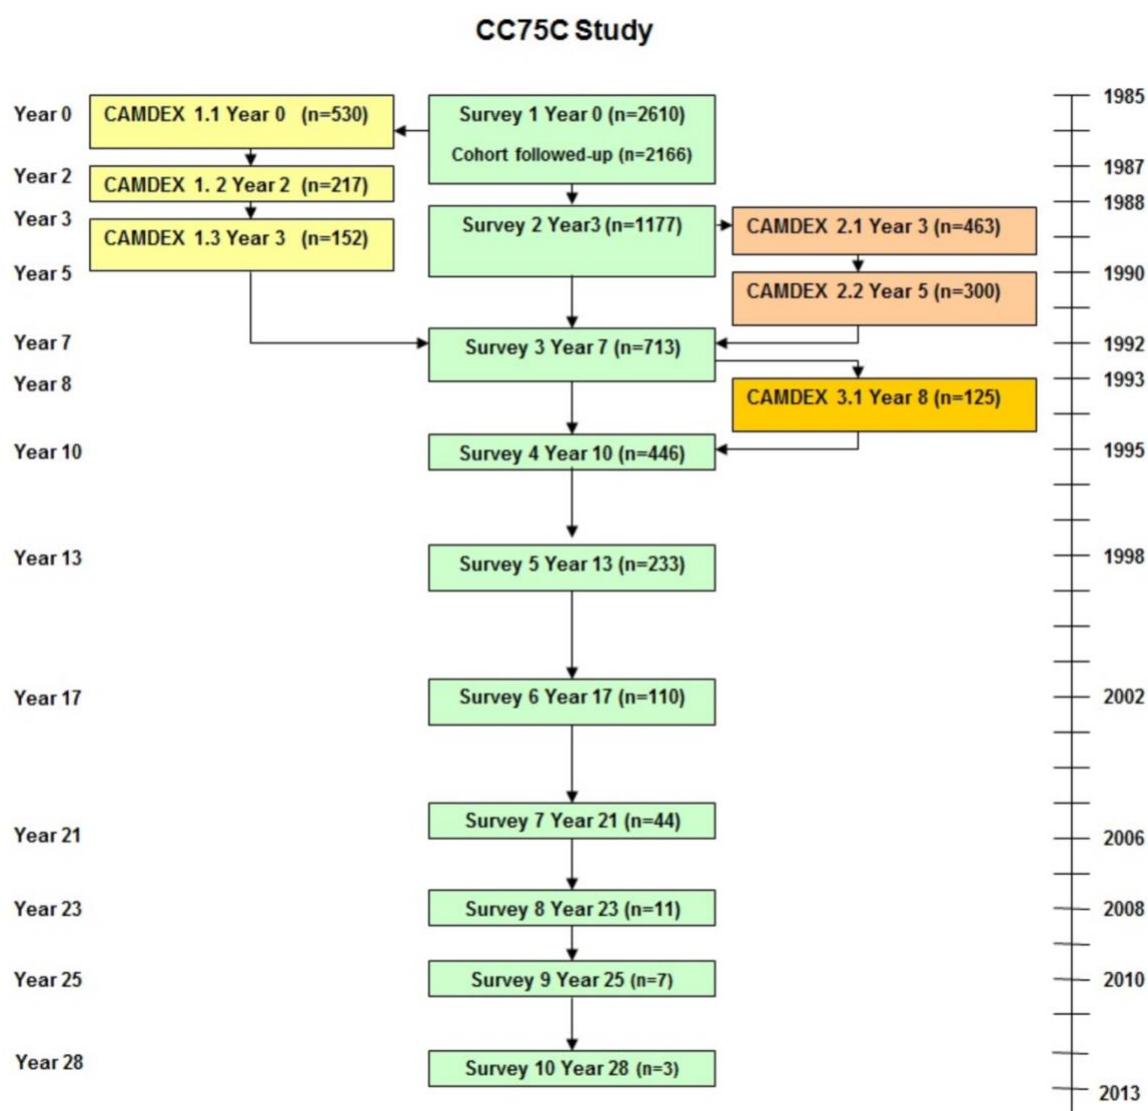 CC75C Study
Year 0
CAMDEX 1.1 Year 0 (n=530)
Survey 1 Year 0 (n=2610)
Cohort followed-up (n=2166)
1985
1987
Year 2
CAMDEX 1. 2 Year 2 (n=217)
1988
Year 3
CAMDEX 1.3 Year 3 (n=152)
Survey 2 Year3 (n=1177)
CAMDEX 2.1 Year 3 (n=463)
Year 5
CAMDEX 2.2 Year 5 (n=300)
1990
Year 7
Survey 3 Year 7 (n=713)
1992
Year 8
CAMDEX 3.1 Year 8 (n=125)
1993
Year 10
Survey 4 Year 10 (n=446)
1995
Year 13
Survey 5 Year 13 (n=233)
1998
Year 17
Survey 6 Year 17 (n=110)
2002
Year 21
Survey 7 Year 21 (n=44)
2006
Year 23
Survey 8 Year 23 (n=11)
2008
Year 25
Survey 9 Year 25 (n=7)
2010
Year 28
Survey 10 Year 28 (n=3)
2013